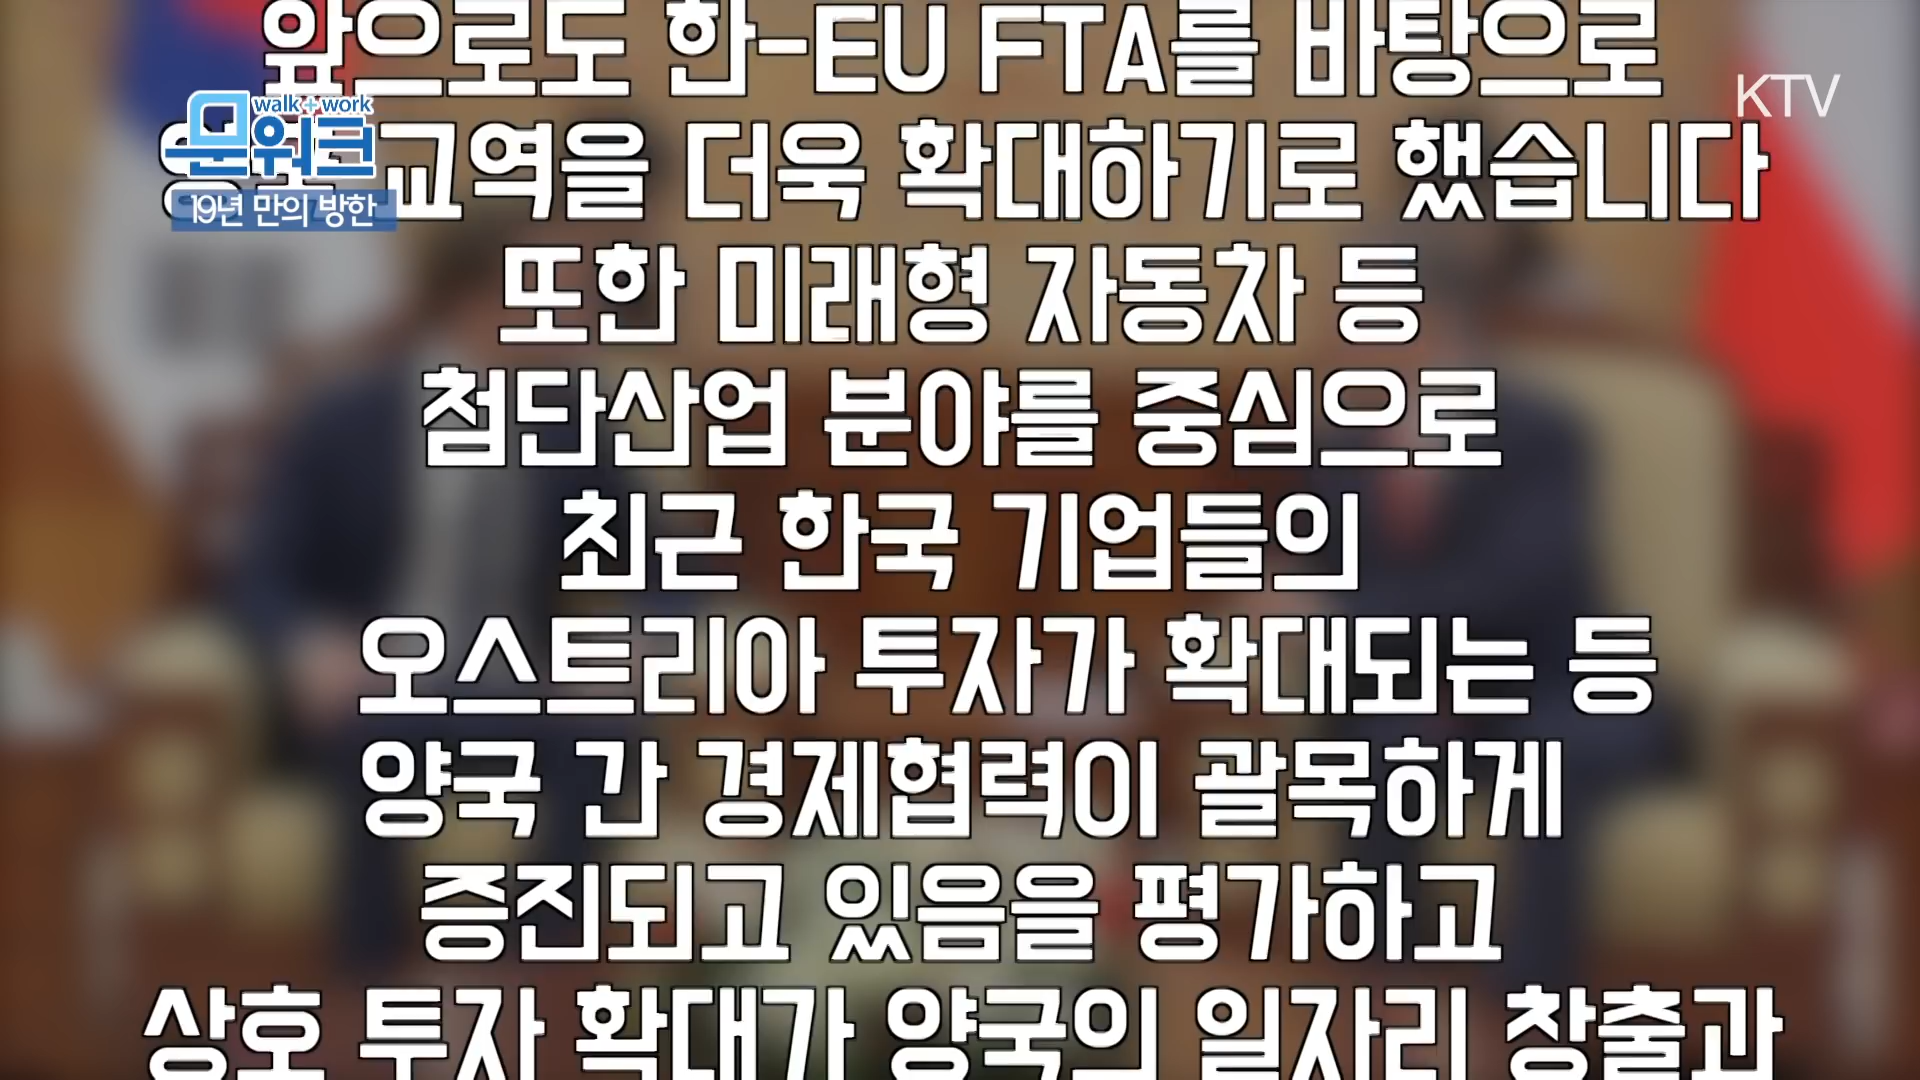 앞으로도 한-EU FTA를 바탕으로
KTV
walk+work
문워크
19년 만의 방한
교역을 더욱 확대하기로 했습니다
또한 미래형 자동차 등
첨단산업 분야를 중심으로
최근 한국 기업들의
오스트리아 투자가 확대되는 등
양국 간 경제협력이 괄목하게
증진되고 있음을 평가하고
상호 투자 확대가 양국의 일자리 창출과